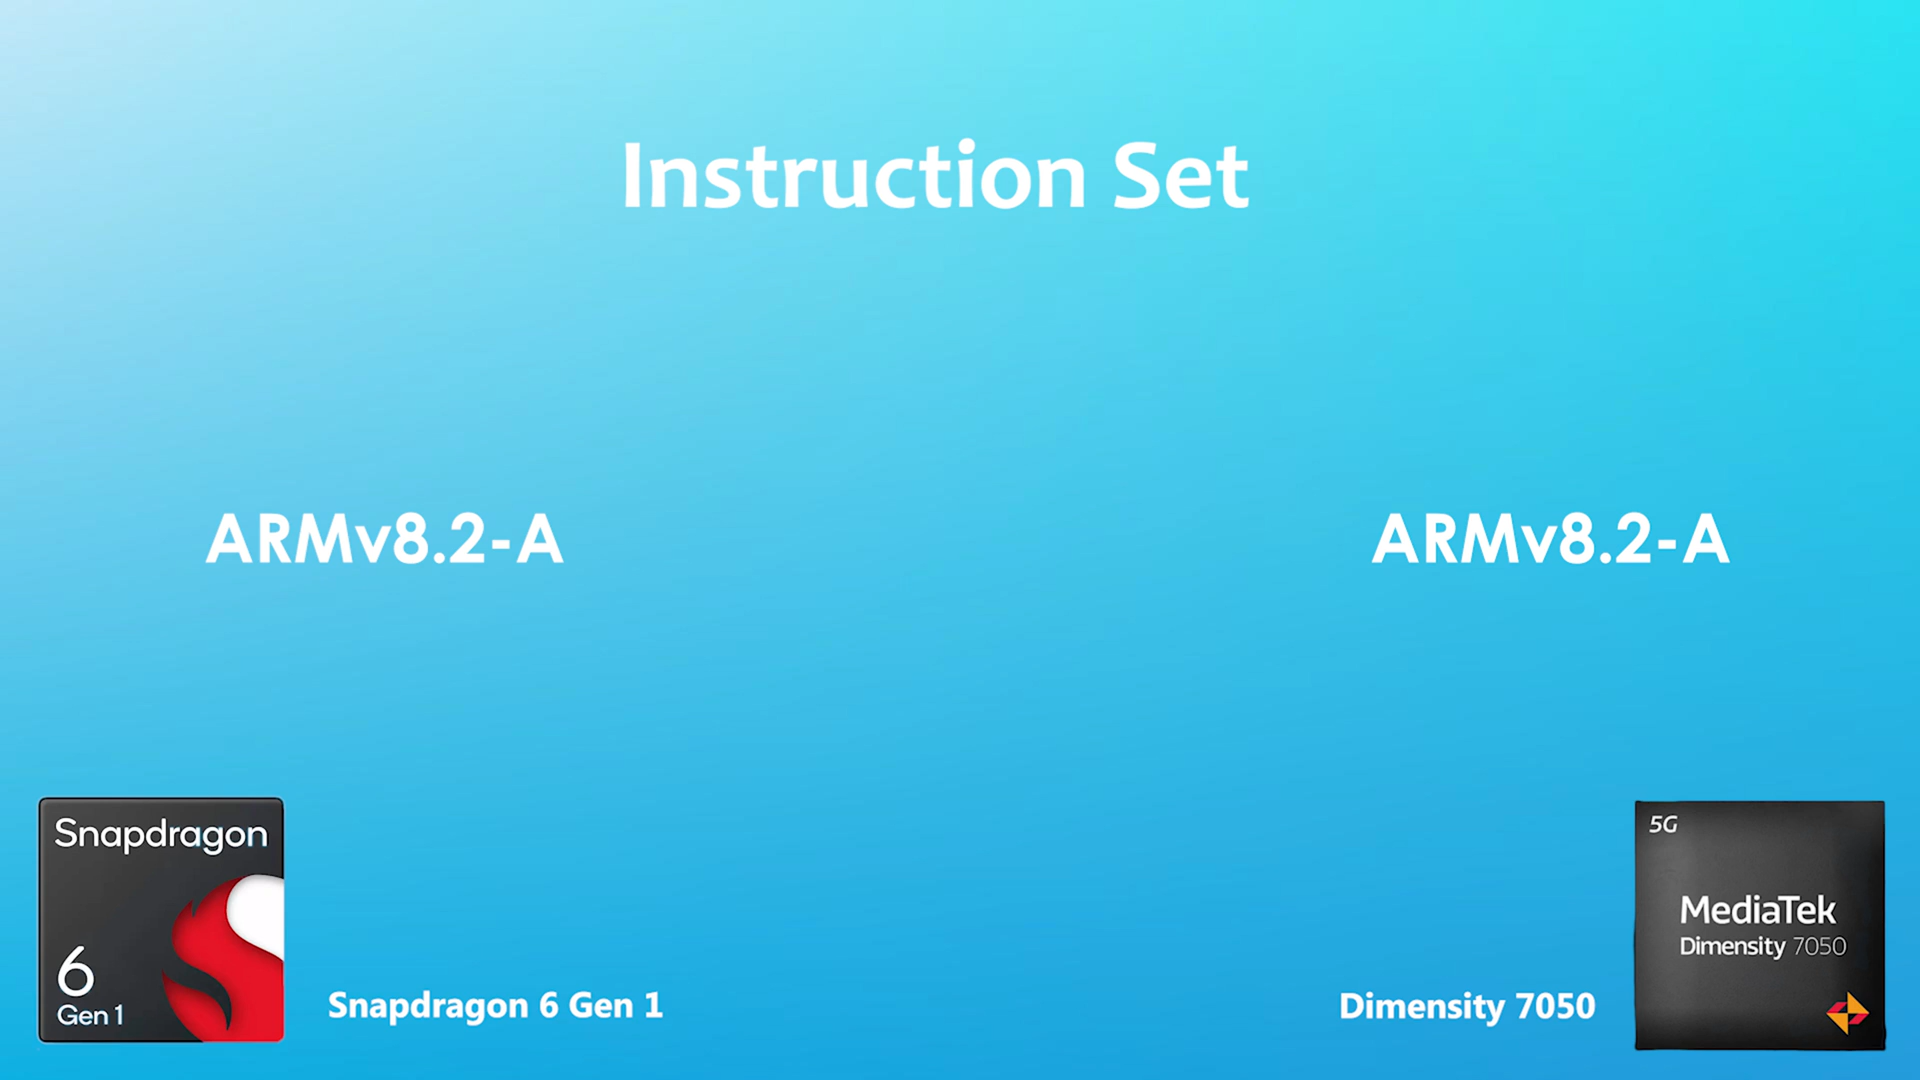 Instruction Set
ARMv8.2-A
ARMv8.2-A
Snapdragon
6
Gen 1
Snapdragon 6 Gen 1
Dimensity 7050
5G
MediaTek
Dimensity 7050